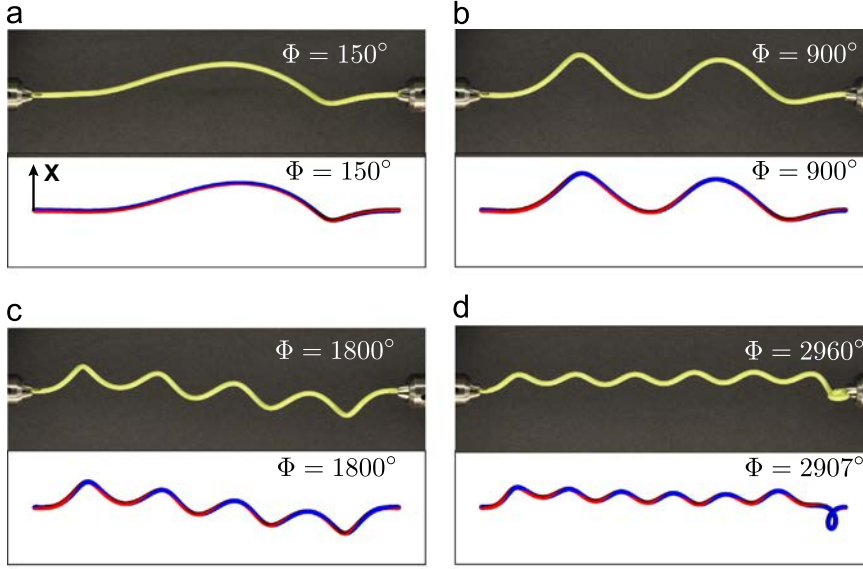 a
Φ = 150°
Φ = 150°
X
b
Φ = 900°
Φ = 900°
c
Φ = 1800°
Φ = 1800°
d
Φ = 2960°
Φ = 2907°